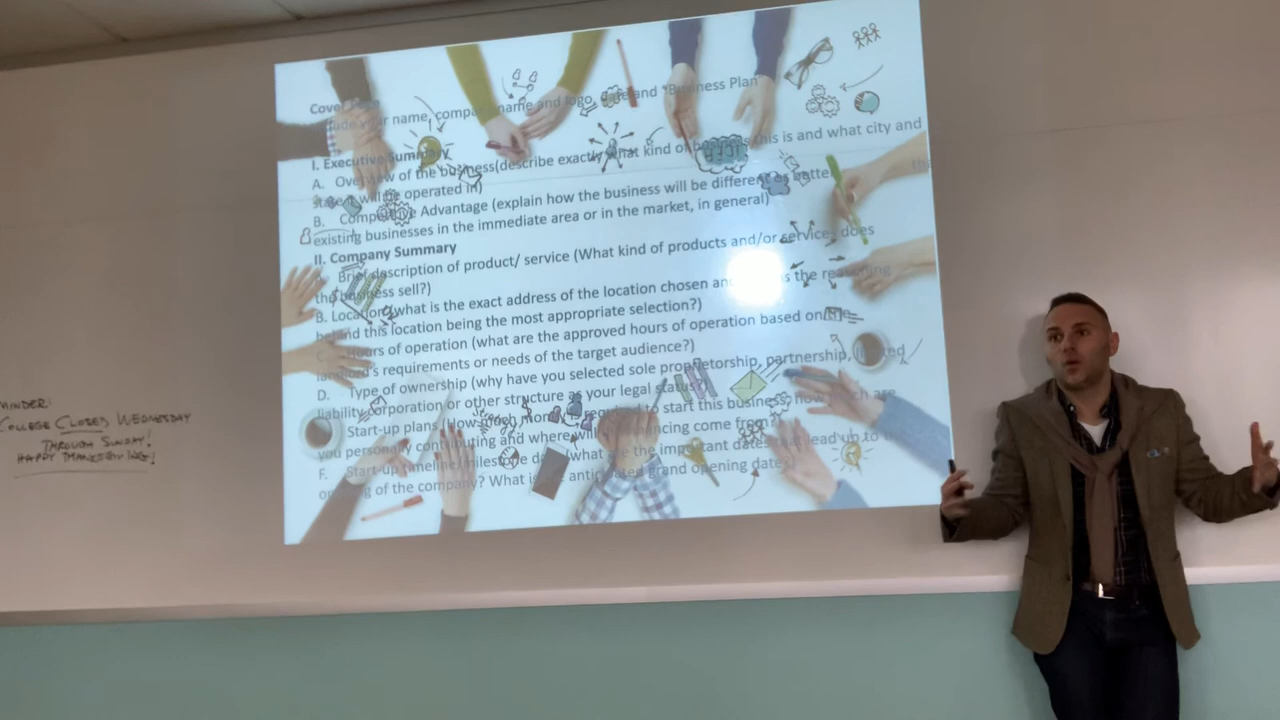 MINDER:
COLLEGE CLOSED WEDNESDAY
THROUGH SUNDAY!
HAPPY THANKSGIVING!
Cover Page
name, company name and logo, date and "Business Plan"
I. Executive Summary
A. Overview of the business(describe exactly what kind of business this is and what city and
state it will be operated in)
B. Competitive Advantage (explain how the business will be different or better
existing businesses in the immediate area or in the market, in general)
II. Company Summary
Brief description of product/ service (What kind of products and/or service, does
the business sell?)
B. Location (what is the exact address of the location chosen and is the reasoning
behind this location being the most appropriate selection?)
C. Hours of operation (what are the approved hours of operation based on
landlord's requirements or needs of the target audience?)
D. Type of ownership (why have you selected sole proprietorship, partnership, limited
liability corporation or other structure as your legal status?)
Start-up plans (How much money is required to start this business, how much are
you personally contributing and where will financing come from?)
F. Start-up timeline/milestone dates (what are the important dates that lead up to the
opening of the company? What is the anticipated grand opening date?)